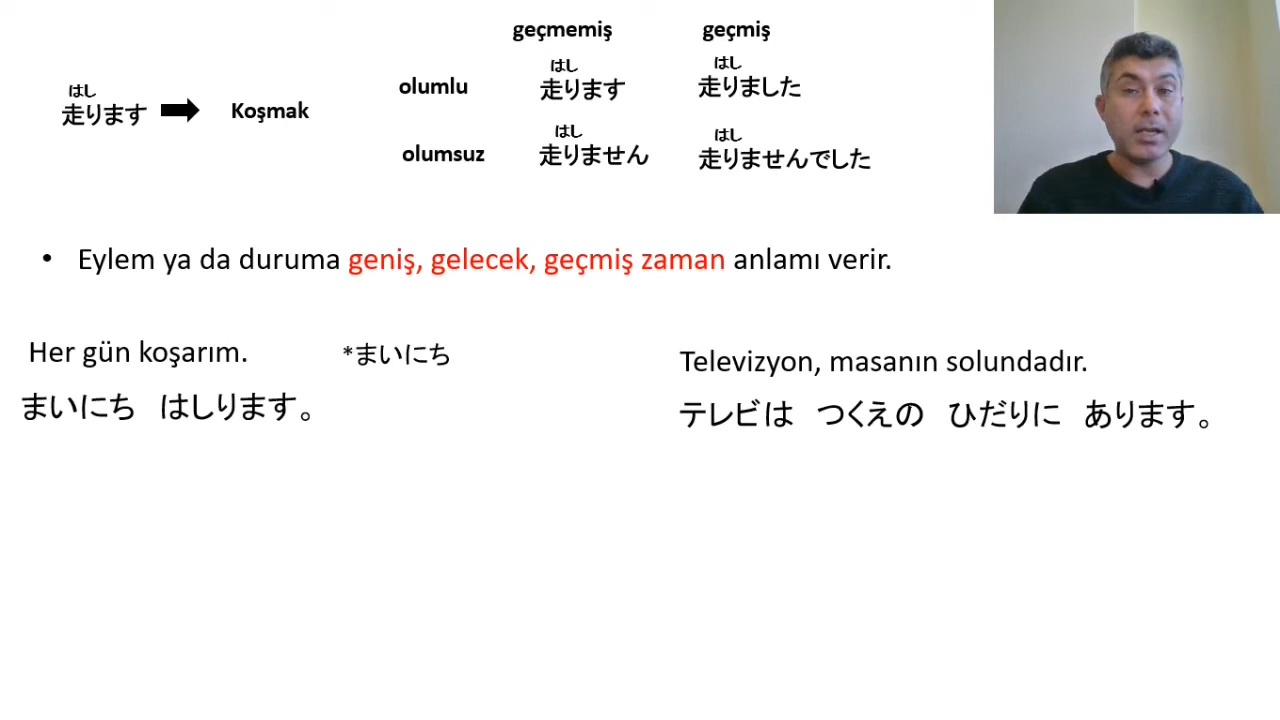 geçmemiş geçmiş
はし はし
olumlu 走ります 走りました
はし
走ります Koşmak
はし はし
olumsuz 走りません 走りませんでした
• Eylem ya da duruma geniş, gelecek, geçmiş zaman anlamı verir.
Her gün koşarım. *まいにち
まいにち はしります。
Televizyon, masanın solundadır.
テレビは つくえの ひだりに あります。